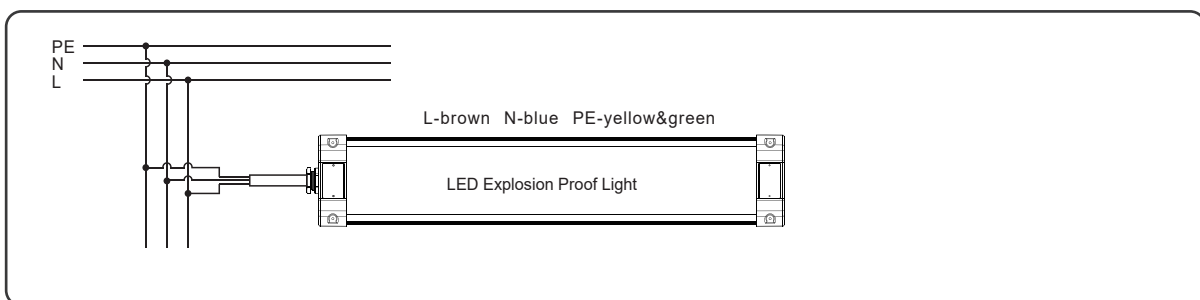 PE
N
L
L-brown N-blue PE-yellow&green
LED Explosion Proof Light